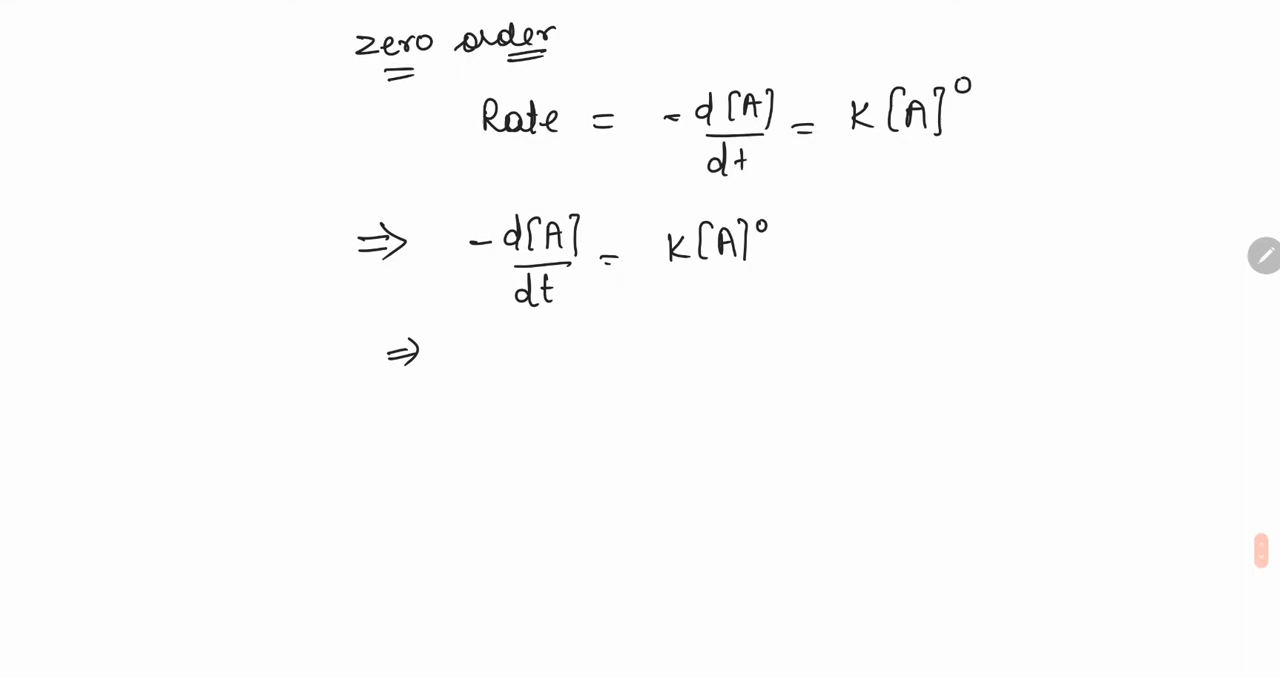 zero order
Rate = - d[A]/dt = K[A]⁰
⇒ - d[A]/dt = K[A]⁰
⇒